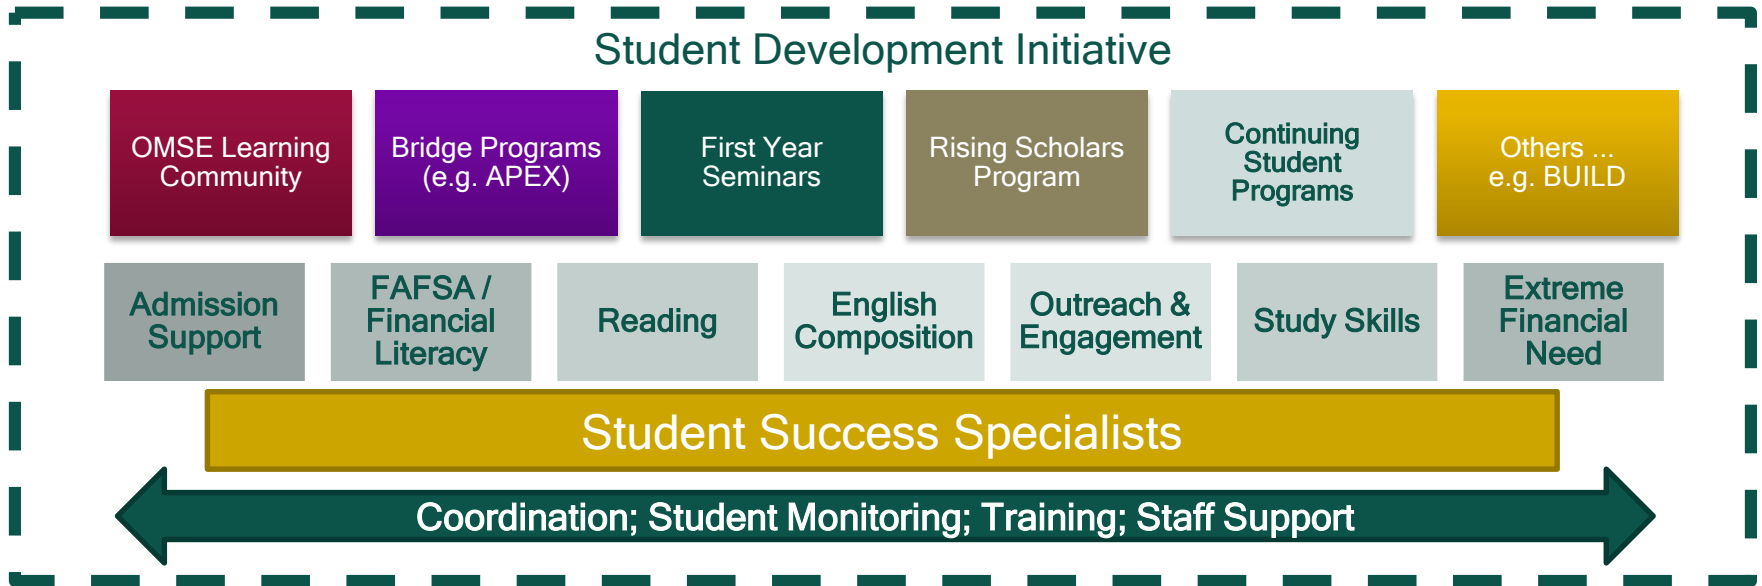 Student Development Initiative
OMSE Learning
Community
Bridge Programs
(e.g. APEX)
First Year
Seminars
Rising Scholars
Program
Continuing
Student
Programs
Others ...
e.g. BUILD
Admission
Support
FAFSA /
Financial
Literacy
Reading
English
Composition
Outreach &
Engagement
Study Skills
Extreme
Financial
Need
Student Success Specialists
Coordination; Student Monitoring; Training; Staff Support